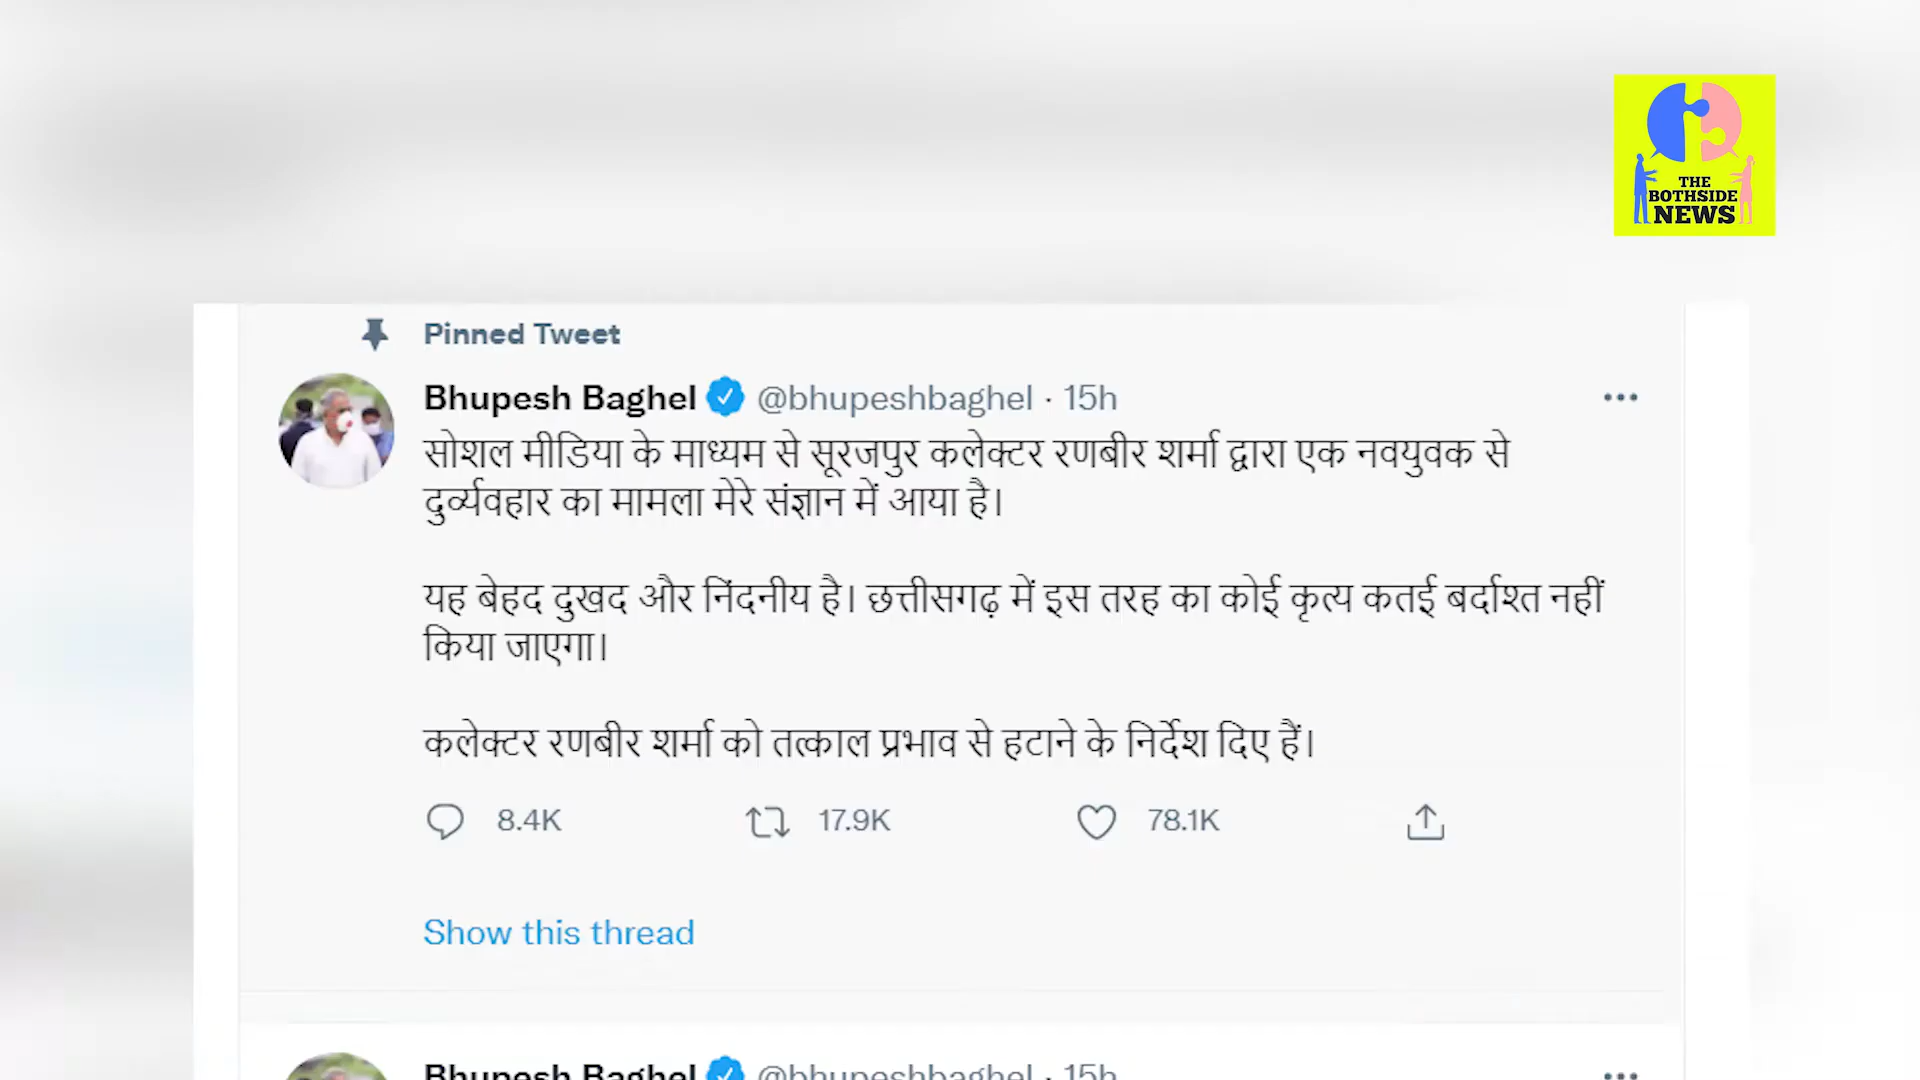 THE
BOTHSIDE
NEWS
Pinned Tweet
Bhupesh Baghel @bhupeshbaghel · 15h
सोशल मीडिया के माध्यम से सूरजपुर कलेक्टर रणबीर शर्मा द्वारा एक नवयुवक से
दुर्व्यवहार का मामला मेरे संज्ञान में आया है।
यह बेहद दुखद और निंदनीय है। छत्तीसगढ़ में इस तरह का कोई कृत्य कतई बर्दाश्त नहीं
किया जाएगा।
कलेक्टर रणबीर शर्मा को तत्काल प्रभाव से हटाने के निर्देश दिए हैं।
8.4K 17.9K 78.1K
Show this thread
Bhupesh Baghel @bhupeshbaghel · 15h